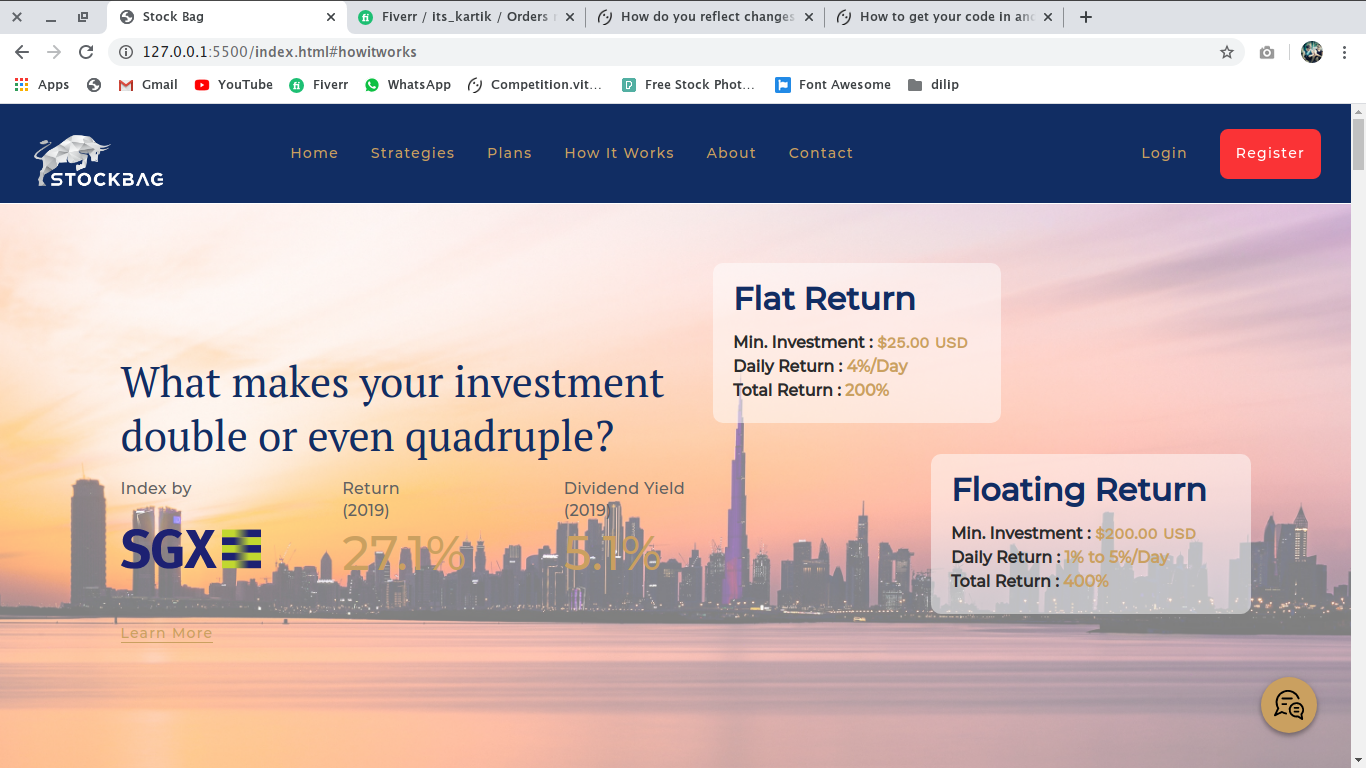 Stock Bag
Fiverr / its_kartik / Orders
How do you reflect changes
How to get your code in an
127.0.0.1:5500/index.html#howitworks
Apps
Gmail
YouTube
Fiverr
WhatsApp
Competition.vit...
Free Stock Phot...
Font Awesome
dilip
STOCKBAG
Home
Strategies
Plans
How It Works
About
Contact
Login
Register
Flat Return
Min. Investment : $25.00 USD
Daily Return : 4%/Day
Total Return : 200%
What makes your investment
double or even quadruple?
Index by
SGX
Return
(2019)
27.1%
Dividend Yield
(2019)
5.1%
Learn More
Floating Return
Min. Investment : $200.00 USD
Daily Return : 1% to 5%/Day
Total Return : 400%